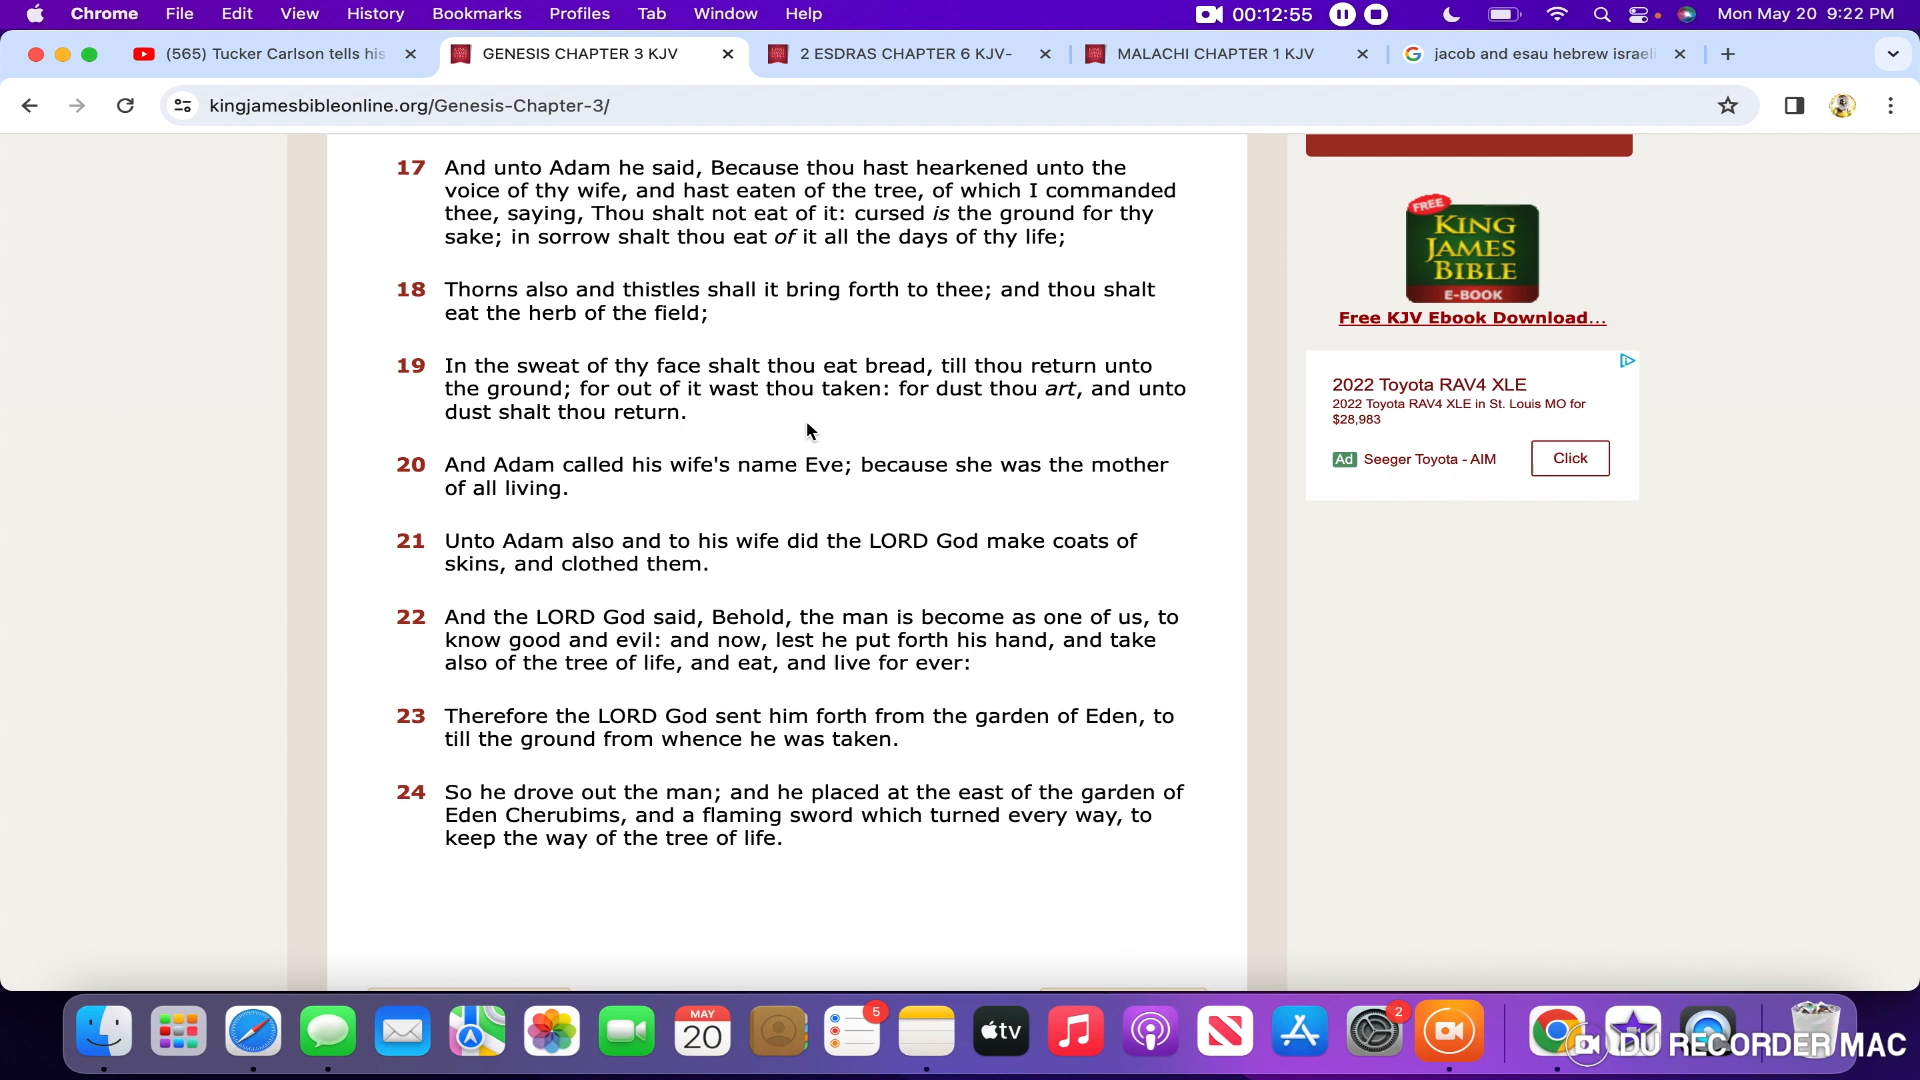 Chrome File Edit View History Bookmarks Profiles Tab Window Help 00:12:55 Mon May 20 9:22 PM
(565) Tucker Carlson tells his GENESIS CHAPTER 3 KJV 2 ESDRAS CHAPTER 6 KJV- MALACHI CHAPTER 1 KJV jacob and esau hebrew israeli
kingjamesbibleonline.org/Genesis-Chapter-3/
17 And unto Adam he said, Because thou hast hearkened unto the
voice of thy wife, and hast eaten of the tree, of which I commanded
thee, saying, Thou shalt not eat of it: cursed is the ground for thy
sake; in sorrow shalt thou eat of it all the days of thy life;
18 Thorns also and thistles shall it bring forth to thee; and thou shalt
eat the herb of the field;
19 In the sweat of thy face shalt thou eat bread, till thou return unto
the ground; for out of it wast thou taken: for dust thou art, and unto
dust shalt thou return.
20 And Adam called his wife's name Eve; because she was the mother
of all living.
21 Unto Adam also and to his wife did the LORD God make coats of
skins, and clothed them.
22 And the LORD God said, Behold, the man is become as one of us, to
know good and evil: and now, lest he put forth his hand, and take
also of the tree of life, and eat, and live for ever:
23 Therefore the LORD God sent him forth from the garden of Eden, to
till the ground from whence he was taken.
24 So he drove out the man; and he placed at the east of the garden of
Eden Cherubims, and a flaming sword which turned every way, to
keep the way of the tree of life.
FREE
KING
JAMES
BIBLE
E-BOOK
Free KJV Ebook Download...
2022 Toyota RAV4 XLE
2022 Toyota RAV4 XLE in St. Louis MO for
$28,983
Ad Seeger Toyota - AIM Click
MAY
20
5
tv
2
DU RECORDER MAC